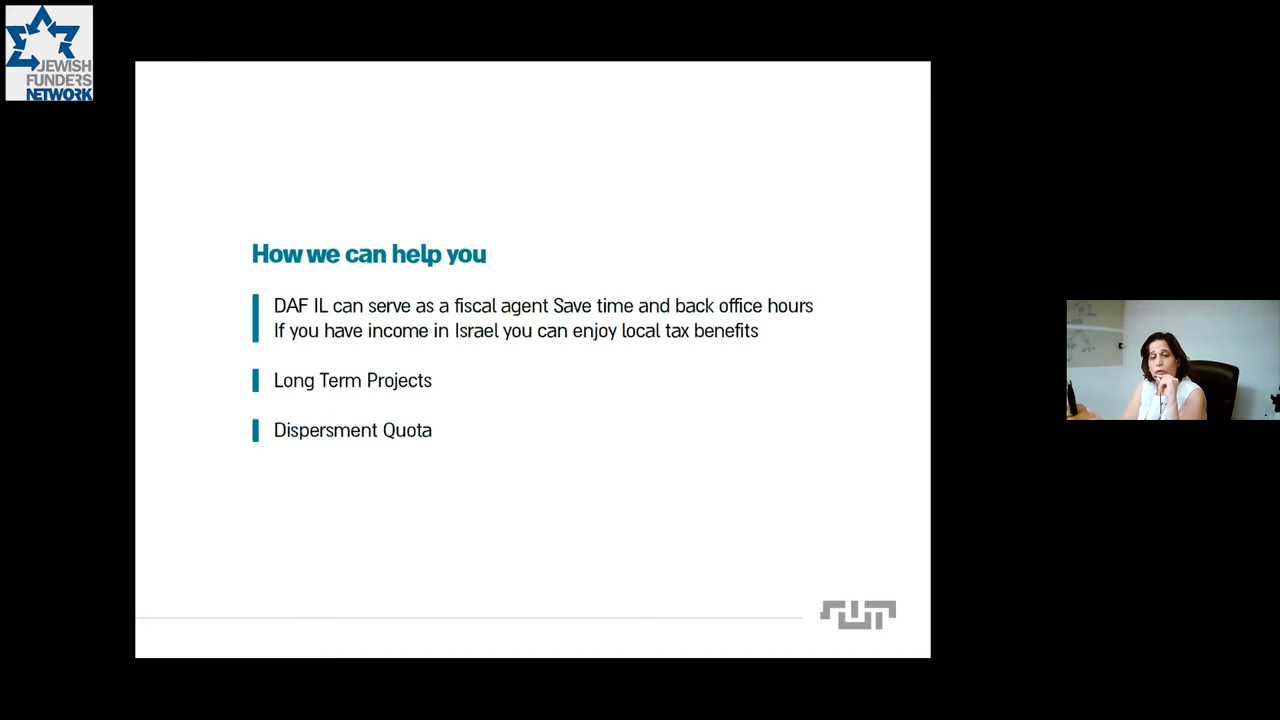 JEWISH
FUNDERS
NETWORK
How we can help you
DAF IL can serve as a fiscal agent Save time and back office hours
If you have income in Israel you can enjoy local tax benefits
Long Term Projects
Dispersment Quota